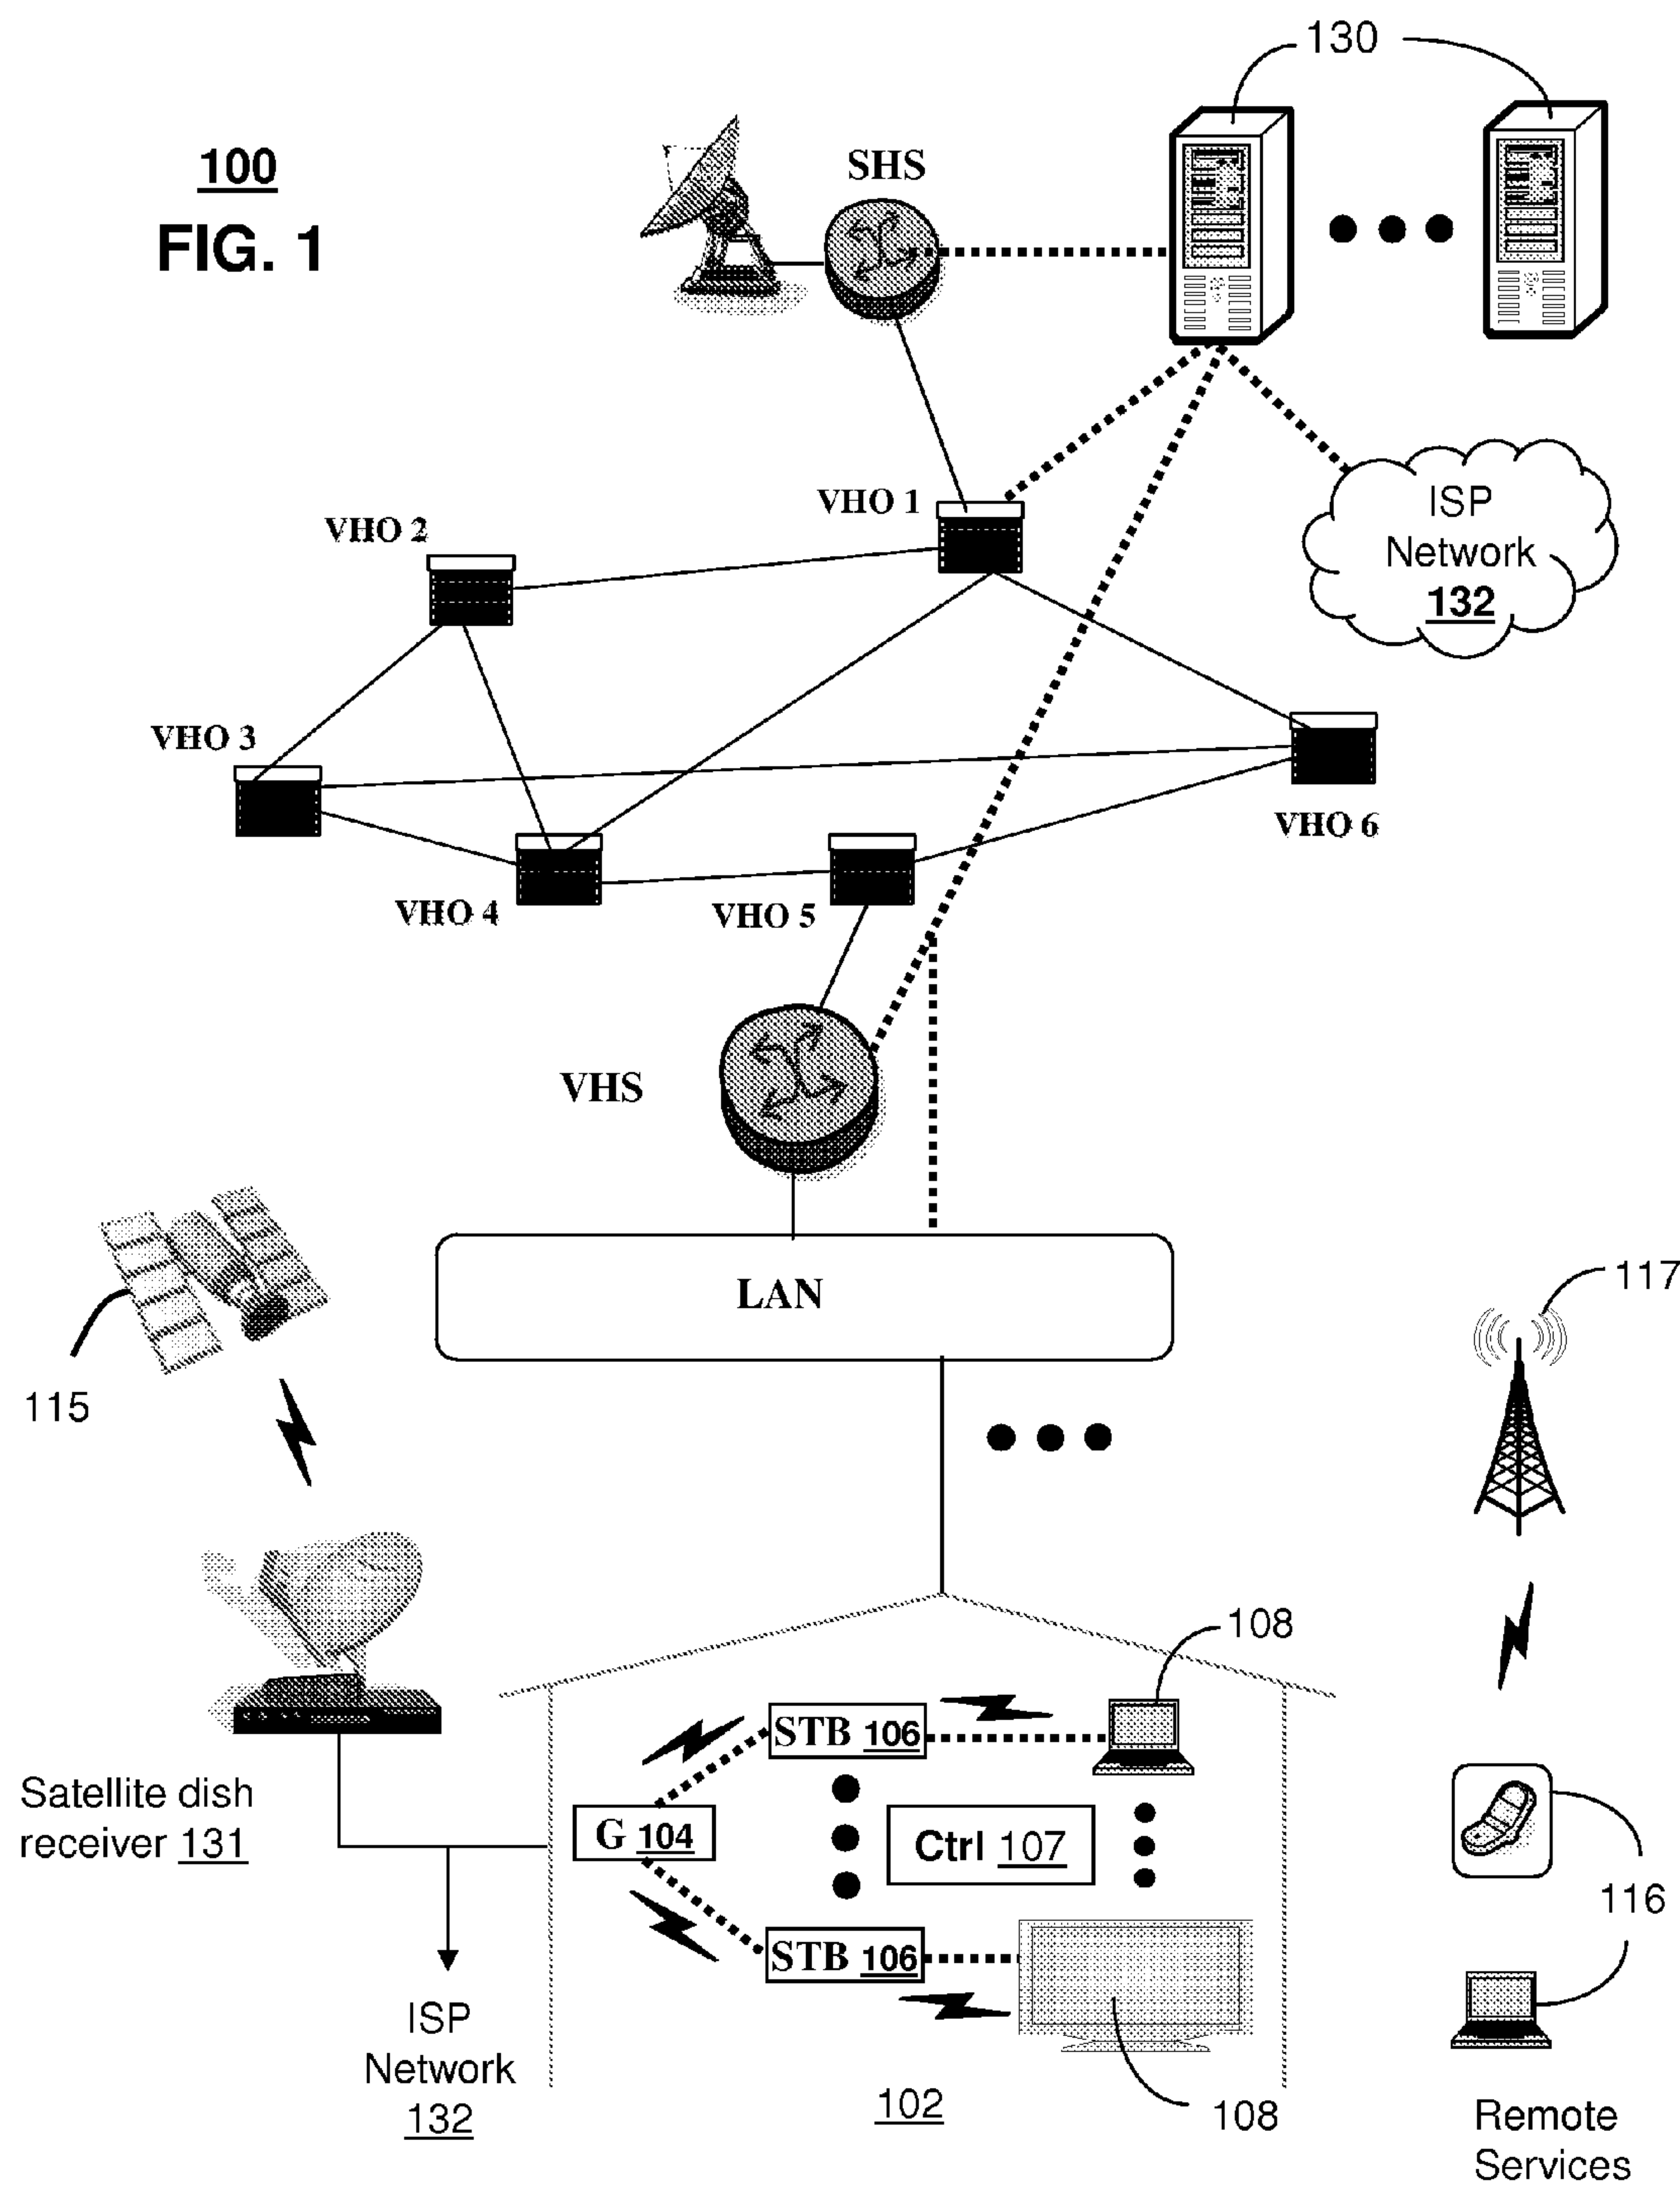 130
100
FIG. 1
SHS
VHO 1
ISP
Network
132
VHO 2
VHO 3
VHO 6
VHO 4
VHO 5
VHS
LAN
117
115
108
STB 106
Satellite dish
receiver 131
G 104
Ctrl 107
116
STB 106
ISP
Network
132
102
108
Remote
Services